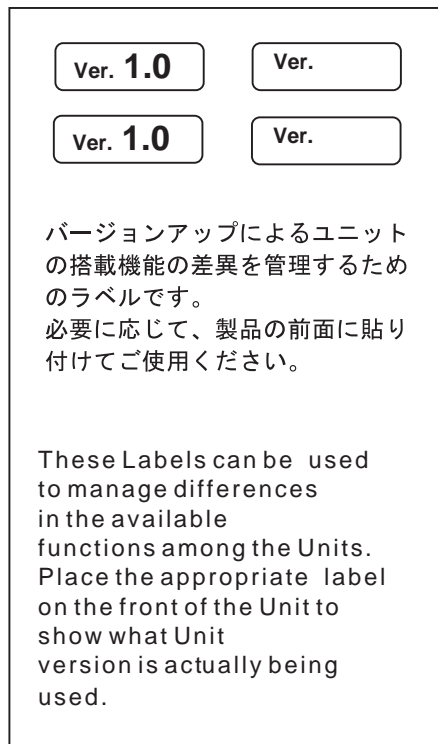 Ver. 1.0 Ver.
Ver. 1.0 Ver.
バージョンアップによるユニット
の搭載機能の差異を管理するため
のラベルです。
必要に応じて、製品の前面に貼り
付けてご使用ください。
These Labels can be used
to manage differences
in the available
functions among the Units.
Place the appropriate label
on the front of the Unit to
show what Unit
version is actually being
used.